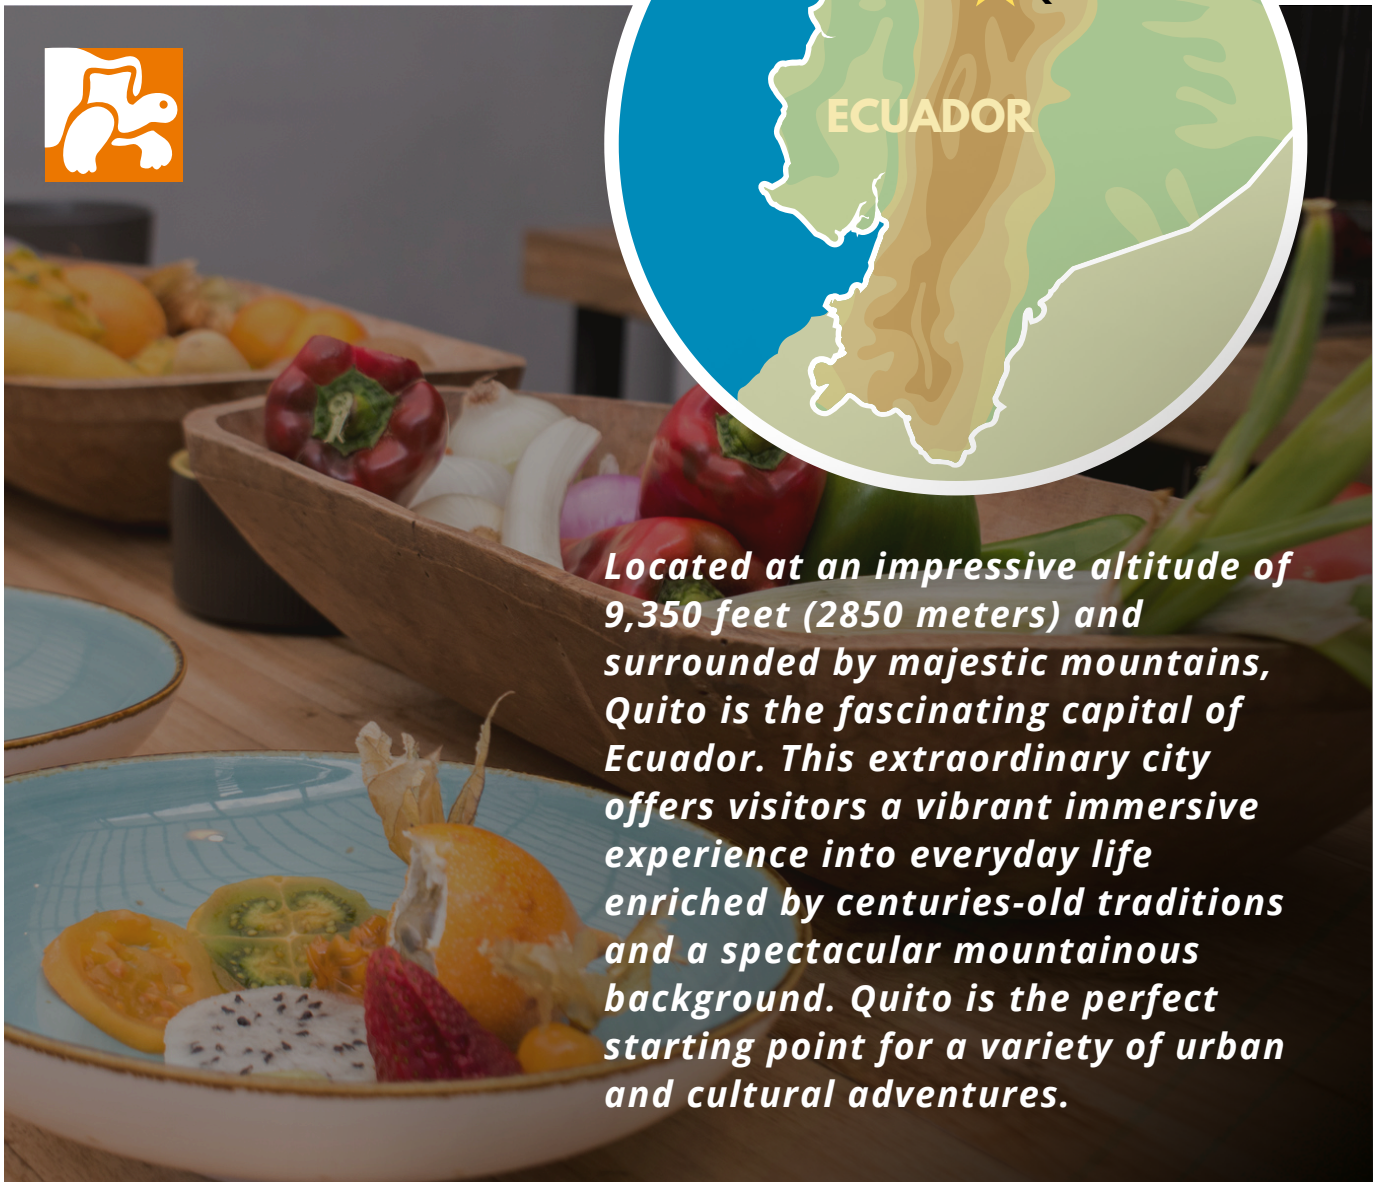 ECUADOR
Located at an impressive altitude of
9,350 feet (2850 meters) and
surrounded by majestic mountains,
Quito is the fascinating capital of
Ecuador. This extraordinary city
offers visitors a vibrant immersive
experience into everyday life
enriched by centuries-old traditions
and a spectacular mountainous
background. Quito is the perfect
starting point for a variety of urban
and cultural adventures.